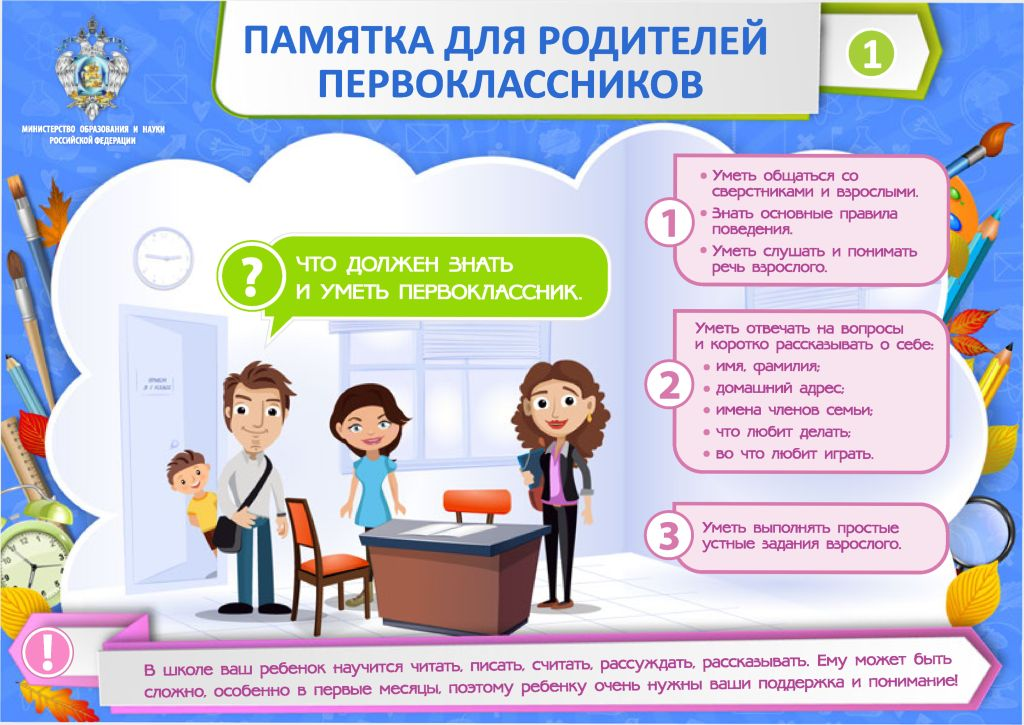 ПАМЯТКА ДЛЯ РОДИТЕЛЕЙ
ПЕРВОКЛАССНИКОВ
1
МИНИСТЕРСТВО ОБРАЗОВАНИЯ И НАУКИ
РОССИЙСКОЙ ФЕДЕРАЦИИ
?
ЧТО ДОЛЖЕН ЗНАТЬ
И УМЕТЬ ПЕРВОКЛАССНИК.
1
• Уметь общаться со
сверстниками и взрослыми.
• Знать основные правила
поведения.
• Уметь слушать и понимать
речь взрослого.
2
Уметь отвечать на вопросы
и коротко рассказывать о себе:
• имя, фамилия;
• домашний адрес;
• имена членов семьи;
• что любит делать;
• во что любит играть.
3
Уметь выполнять простые
устные задания взрослого.
!
В школе ваш ребенок научится читать, писать, считать, рассуждать, рассказывать. Ему может быть
сложно, особенно в первые месяцы, поэтому ребенку очень нужны ваши поддержка и понимание!